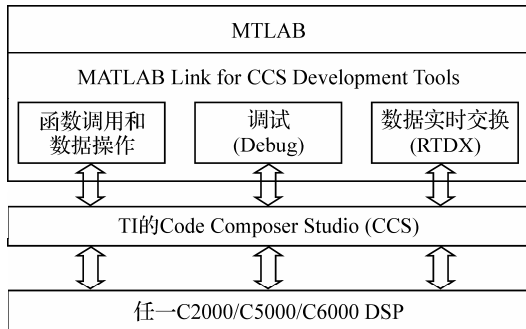 MTLAB
MATLAB Link for CCS Development Tools
函数调用和
数据操作
调试
(Debug)
数据实时交换
(RTDX)
TI的Code Composer Studio (CCS)
任一C2000/C5000/C6000 DSP